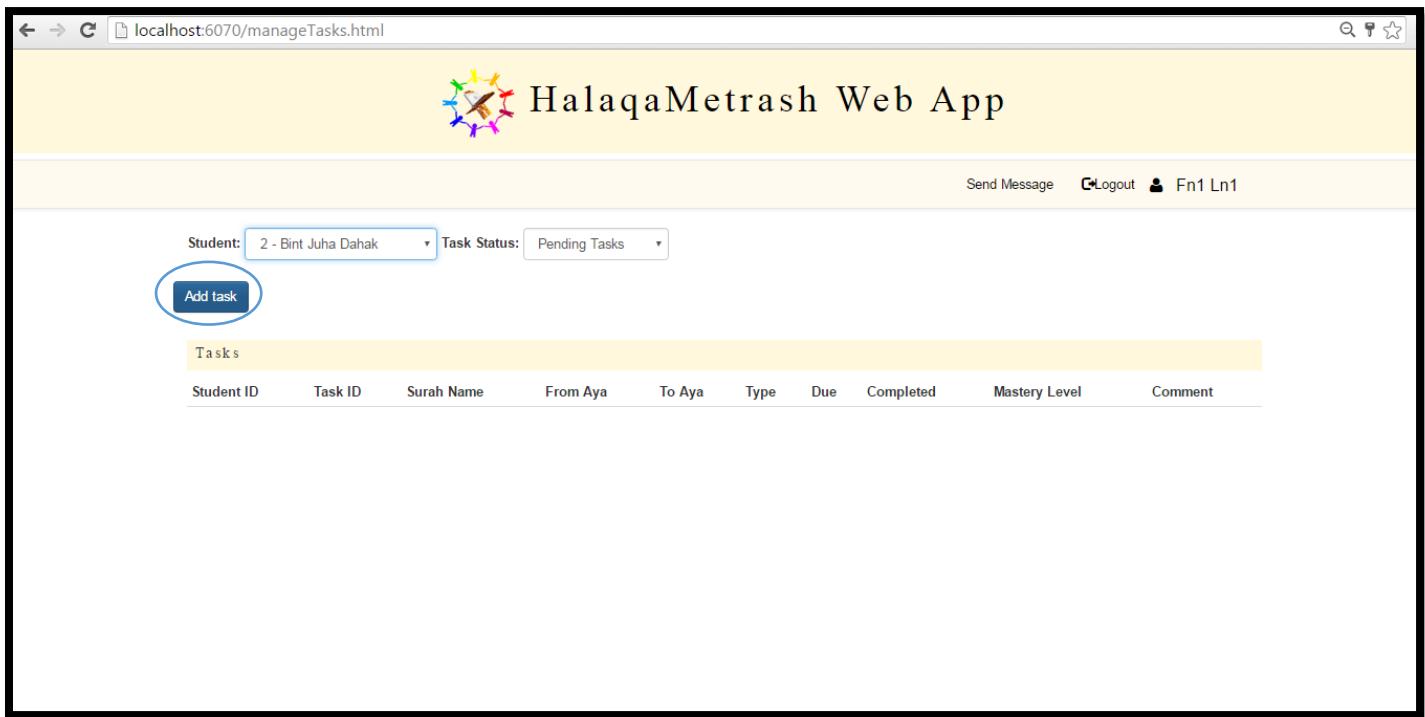 localhost:6070/manageTasks.html
HalaqaMetrash Web App
Send Message Logout Fn1 Ln1
Student: 2 - Bint Juha Dahak Task Status: Pending Tasks
Add task
Tasks
Student ID Task ID Surah Name From Aya To Aya Type Due Completed Mastery Level Comment